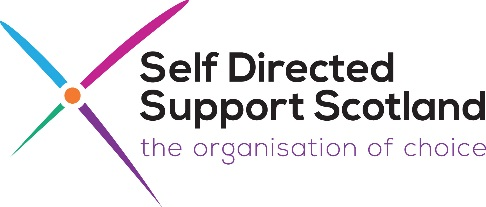 Self Directed
Support Scotland
the organisation of choice